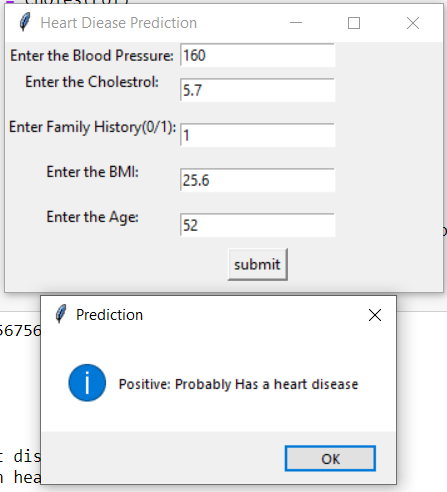 = cholestrol)
Heart Diease Prediction
Enter the Blood Pressure: 160
Enter the Cholestrol: 5.7
Enter Family History(0/1): 1
Enter the BMI: 25.6
Enter the Age: 52
submit
56756
Prediction
Positive: Probably Has a heart disease
t dis
OK
n hea